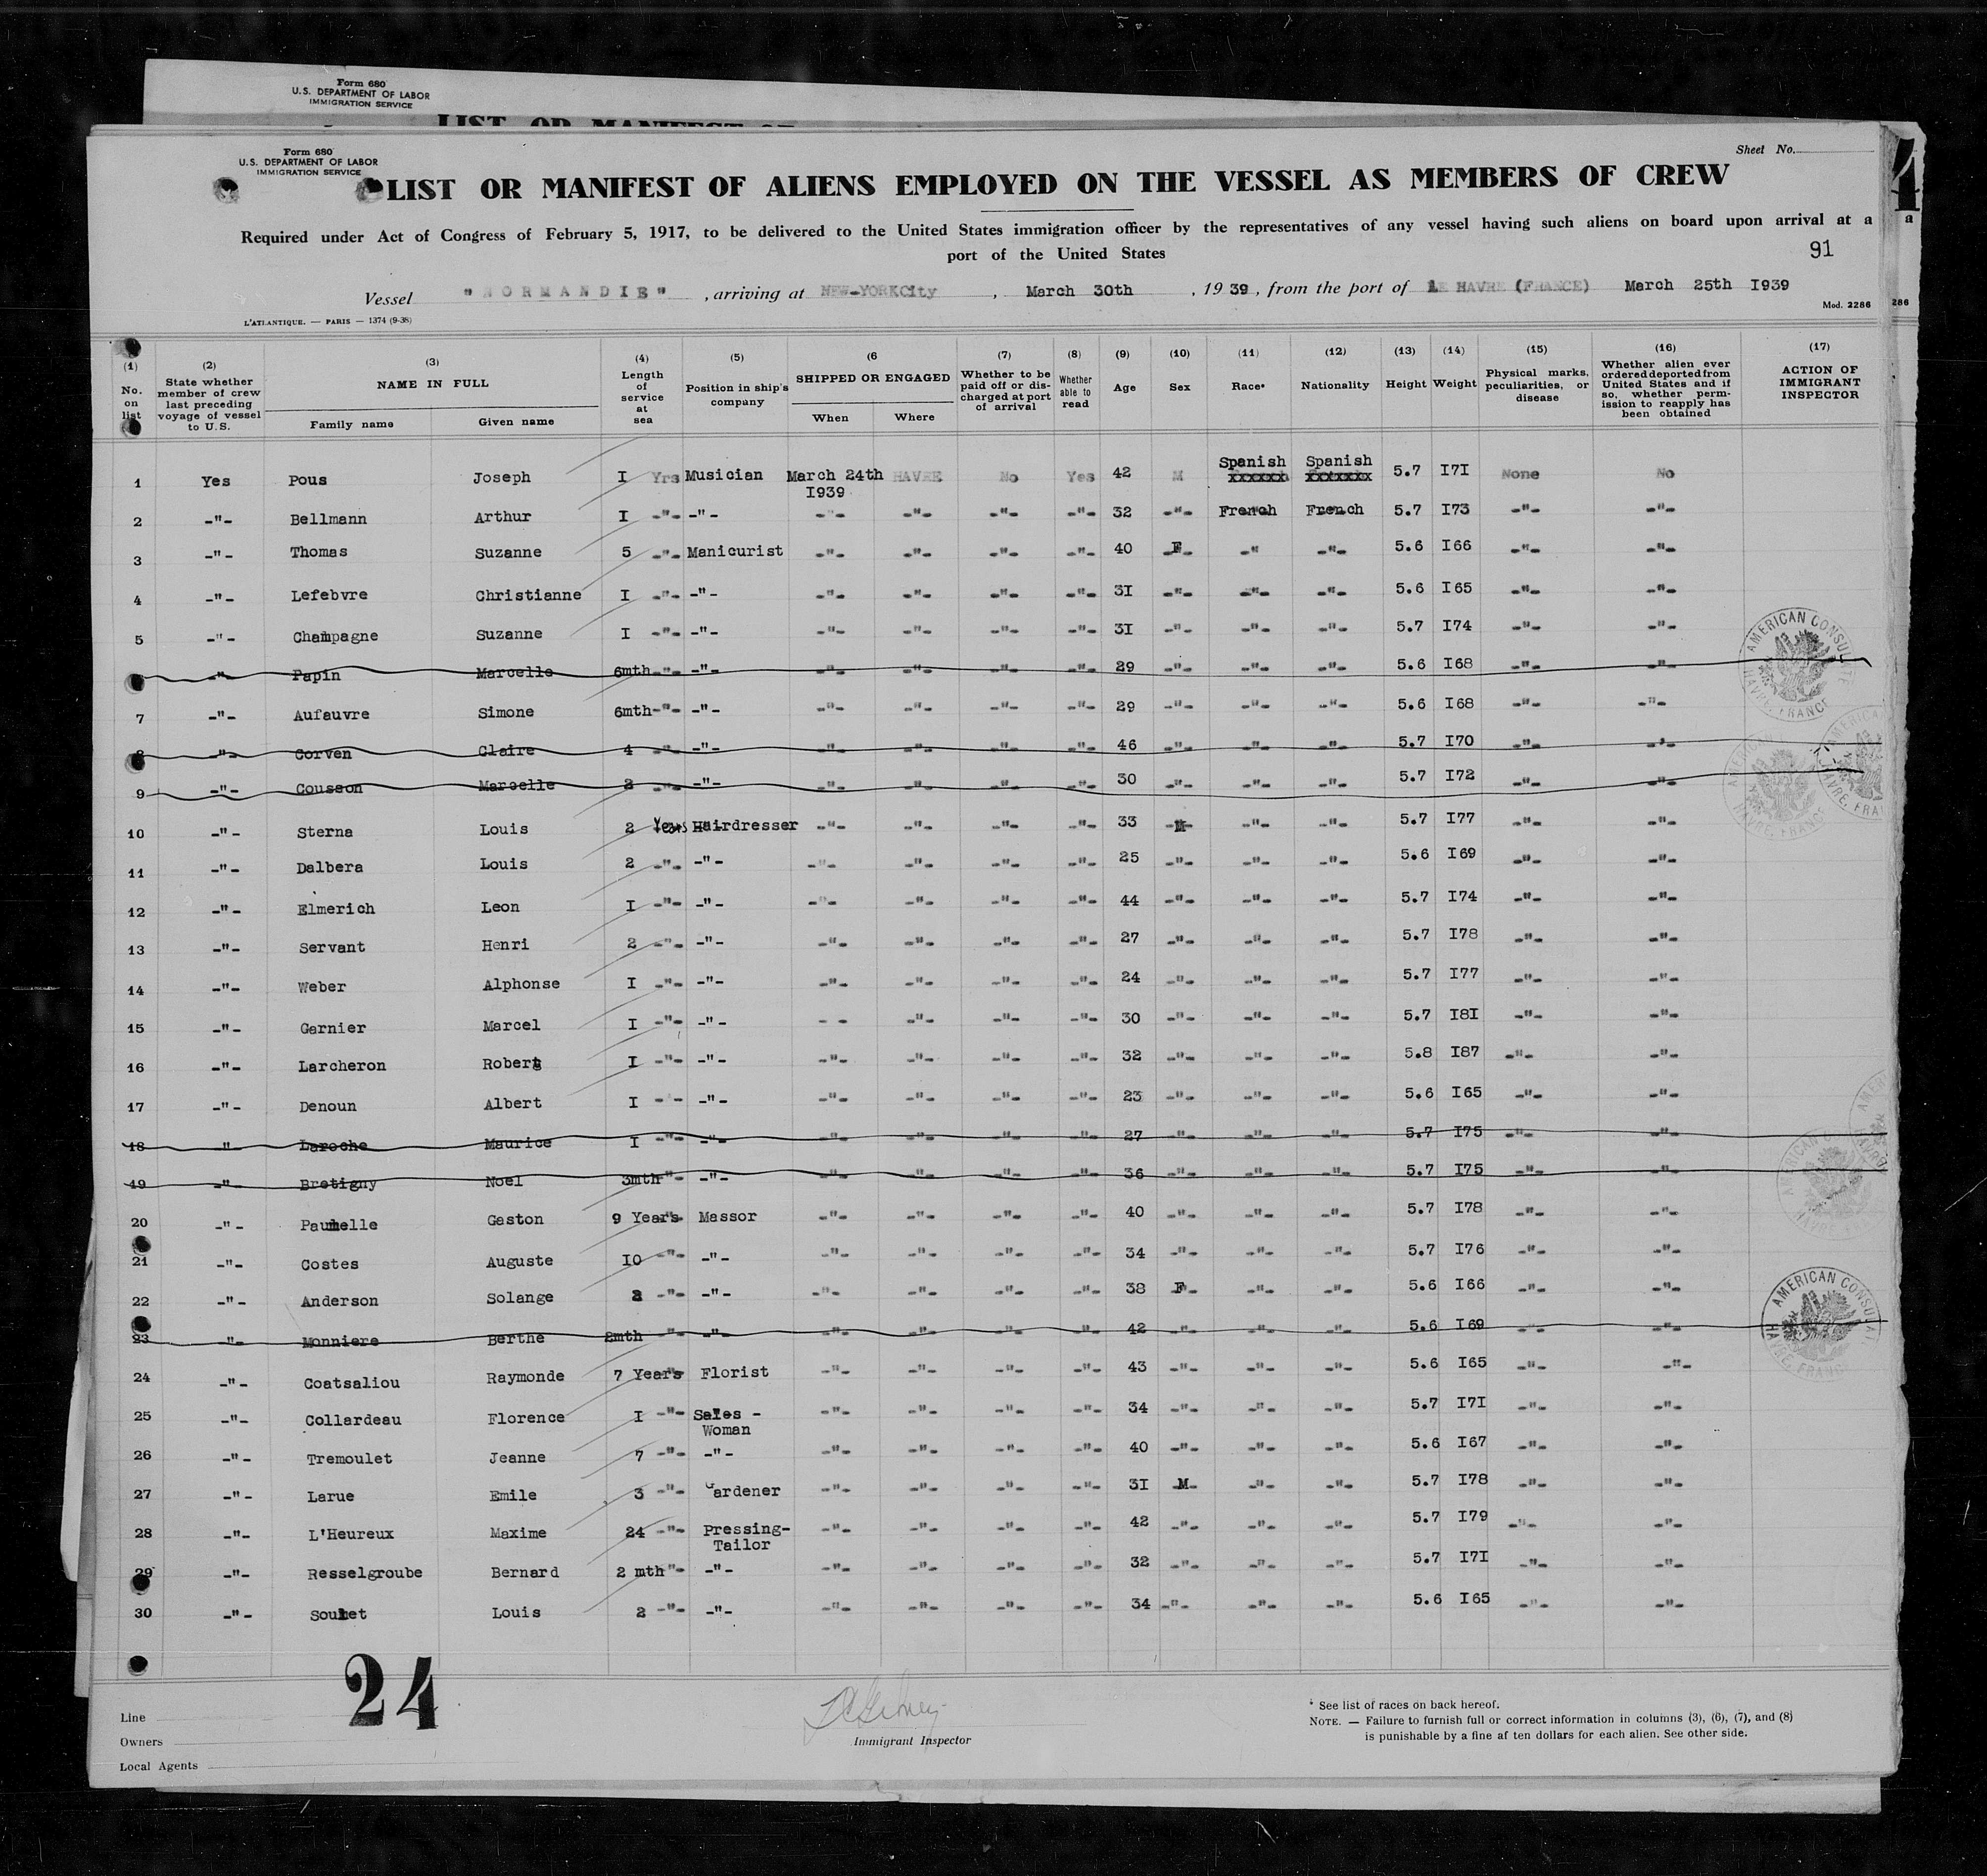 Form 680
U.S. DEPARTMENT OF LABOR
IMMIGRATION SERVICE
Form 680
U.S. DEPARTMENT OF LABOR
IMMIGRATION SERVICE
Sheet No.
LIST OR MANIFEST OF ALIENS EMPLOYED ON THE VESSEL AS MEMBERS OF CREW
Required under Act of Congress of February 5, 1917, to be delivered to the United States immigration officer by the representatives of any vessel having such aliens on board upon arrival at a
port of the United States
91
Vessel "NORMANDIE" , arriving at NEW-YORKCity , March 30th , 1939, from the port of LE HAVRE (FRANCE) March 25th I939
L'ATLANTIQUE. — PARIS — 1374 (9-38)
Mod. 2286
(1) No. on list
(2) State whether member of crew last preceding voyage of vessel to U.S.
(3) NAME IN FULL Family name Given name
(4) Length of service at sea
(5) Position in ship's company
(6 SHIPPED OR ENGAGED When Where
(7) Whether to be paid off or discharged at port of arrival
(8) Whether able to read
(9) Age
(10) Sex
(11) Race*
(12) Nationality
(13) Height
(14) Weight
(15) Physical marks, peculiarities, or disease
(16) Whether alien ever ordered deported from United States and if so, whether permission to reapply has been obtained
(17) ACTION OF IMMIGRANT INSPECTOR
1 Yes Pous Joseph I Yrs Musician March 24th I939 HAVRE No Yes 42 M Spanish Spanish 5.7 I7I None No
2 -"- Bellmann Arthur I -"- -"- -"- -"- -"- -"- 32 -"- French French 5.7 I73 -"- -"-
3 -"- Thomas Suzanne 5 -"- Manicurist -"- -"- -"- -"- 40 F -" -"- 5.6 I66 -"- -"-
4 -"- Lefebvre Christianne I -"- -"- -"- -"- -"- -"- 3I -"- -"- -"- 5.6 I65 -"- -"-
5 -"- Champagne Suzanne I -"- -"- -"- -"- -"- -"- 3I -"- -"- -"- 5.7 I74 -"- -"-
-"- Papin Marcelle 6mth -"- -"- -"- -"- -"- -"- 29 -"- -"- -"- 5.6 I68 -"- -"-
7 -"- Aufauvre Simone 6mth -"- -"- -"- -"- -"- -"- 29 -"- -"- -"- 5.6 I68 -"- -"-
8 -"- Corven Claire 4 -"- -"- -"- -"- -"- -"- 46 -"- -"- -"- 5.7 I70 -"- -"-
9 -"- Cousson Marcelle 2 -"- -"- -"- -"- -"- -"- 30 -"- -"- -"- 5.7 I72 -"- -"-
10 -"- Sterna Louis 2 Years Hairdresser -"- -"- -"- -"- 33 M -"- -"- 5.7 I77 -"- -"-
11 -"- Dalbera Louis 2 -"- -"- -"- -"- -"- -"- 25 -"- -"- -"- 5.6 I69 -"- -"-
12 -"- Elmerich Leon I -"- -"- -"- -"- -"- -"- 44 -"- -"- -"- 5.7 I74 -"- -"-
13 -"- Servant Henri 2 -"- -"- -"- -"- -"- -"- 27 -"- -"- -"- 5.7 I78 -"- -"-
14 -"- Weber Alphonse I -"- -"- -"- -"- -"- -"- 24 -"- -"- -"- 5.7 I77 -"- -"-
15 -"- Garnier Marcel I -"- -"- - - -"- -"- -"- 30 -"- -"- -"- 5.7 I8I -"- -"-
16 -"- Larcheron Robert I -"- -"- -"- -"- -"- -"- 32 -"- -"- -"- 5.8 I87 -"- -"-
17 -"- Denoun Albert I -"- -"- -"- -"- -"- -"- 23 -"- -"- -"- 5.6 I65 -"- -"-
18 -"- Laroche Maurice I -"- -"- -"- -"- -"- -"- 27 -"- -"- -"- 5.7 I75 -"- -"-
19 -"- Bretigny Noel 3mth -"- -"- -"- -"- -"- -"- 36 -"- -"- -"- 5.7 I75 -"- -"-
20 -"- Paumelle Gaston 9 Years Massor -"- -"- -"- -"- 40 -"- -"- -"- 5.7 I78 -"- -"-
21 -"- Costes Auguste IO -"- -"- -"- -"- -"- -"- 34 -"- -"- -"- 5.7 I76 -"- -"-
22 -"- Anderson Solange 2 -"- -"- -"- -"- -"- -"- 38 F -"- -"- 5.6 I66 -"- -"-
23 -"- Monniere Berthe 2mth -"- -"- -"- -"- -"- -"- 42 -"- -"- -"- 5.6 I69 -"- -"-
24 -"- Coatsaliou Raymonde 7 Years Florist -"- -"- -"- -"- 43 -"- -"- -"- 5.6 I65 -"- -"-
25 -"- Collardeau Florence I -"- Sales - Woman -"- -"- -"- -"- 34 -"- -"- -"- 5.7 I7I -"- -"-
26 -"- Tremoulet Jeanne 7 -"- -"- -"- -"- -"- -"- 40 -"- -"- -"- 5.6 I67 -"- -"-
27 -"- Larue Emile 3 -"- Gardener -"- -"- -"- -"- 3I M -"- -"- 5.7 I78 -"- -"-
28 -"- L'Heureux Maxime 24 -"- Pressing- Tailor -"- -"- -"- -"- 42 -"- -"- -"- 5.7 I79 -"- -"-
29 -"- Resselgroube Bernard 2 mth -"- -"- -"- -"- -"- -"- 32 -"- -"- -"- 5.7 I7I -"- -"-
30 -"- Souhet Louis 2 -"- -"- -"- -"- -"- -"- 34 -"- -"- -"- 5.6 I65 -"- -"-
AMERICAN CONSULATE HAVRE, FRANCE
24
Line
Owners
Local Agents
Immigrant Inspector
* See list of races on back hereof.
NOTE. — Failure to furnish full or correct information in columns (3), (6), (7), and (8)
is punishable by a fine af ten dollars for each alien. See other side.